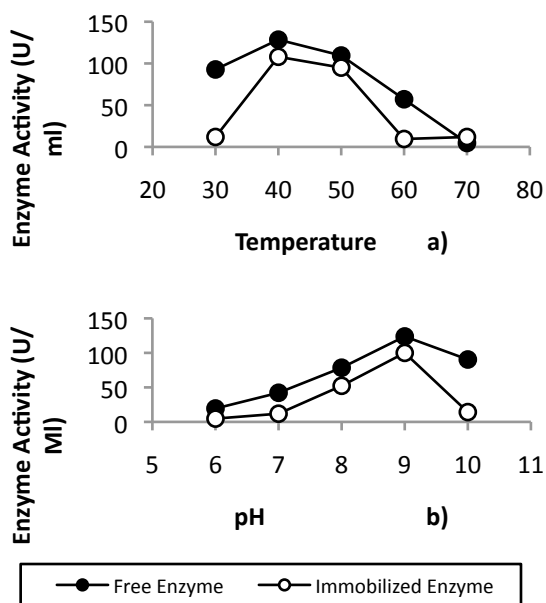 Enzyme Activity (U/
ml)
150
100
50
0
20 30 40 50 60 70 80
Temperature a)
Enzyme Activity (U/
Ml)
150
100
50
0
5 6 7 8 9 10 11
pH b)
Free Enzyme Immobilized Enzyme